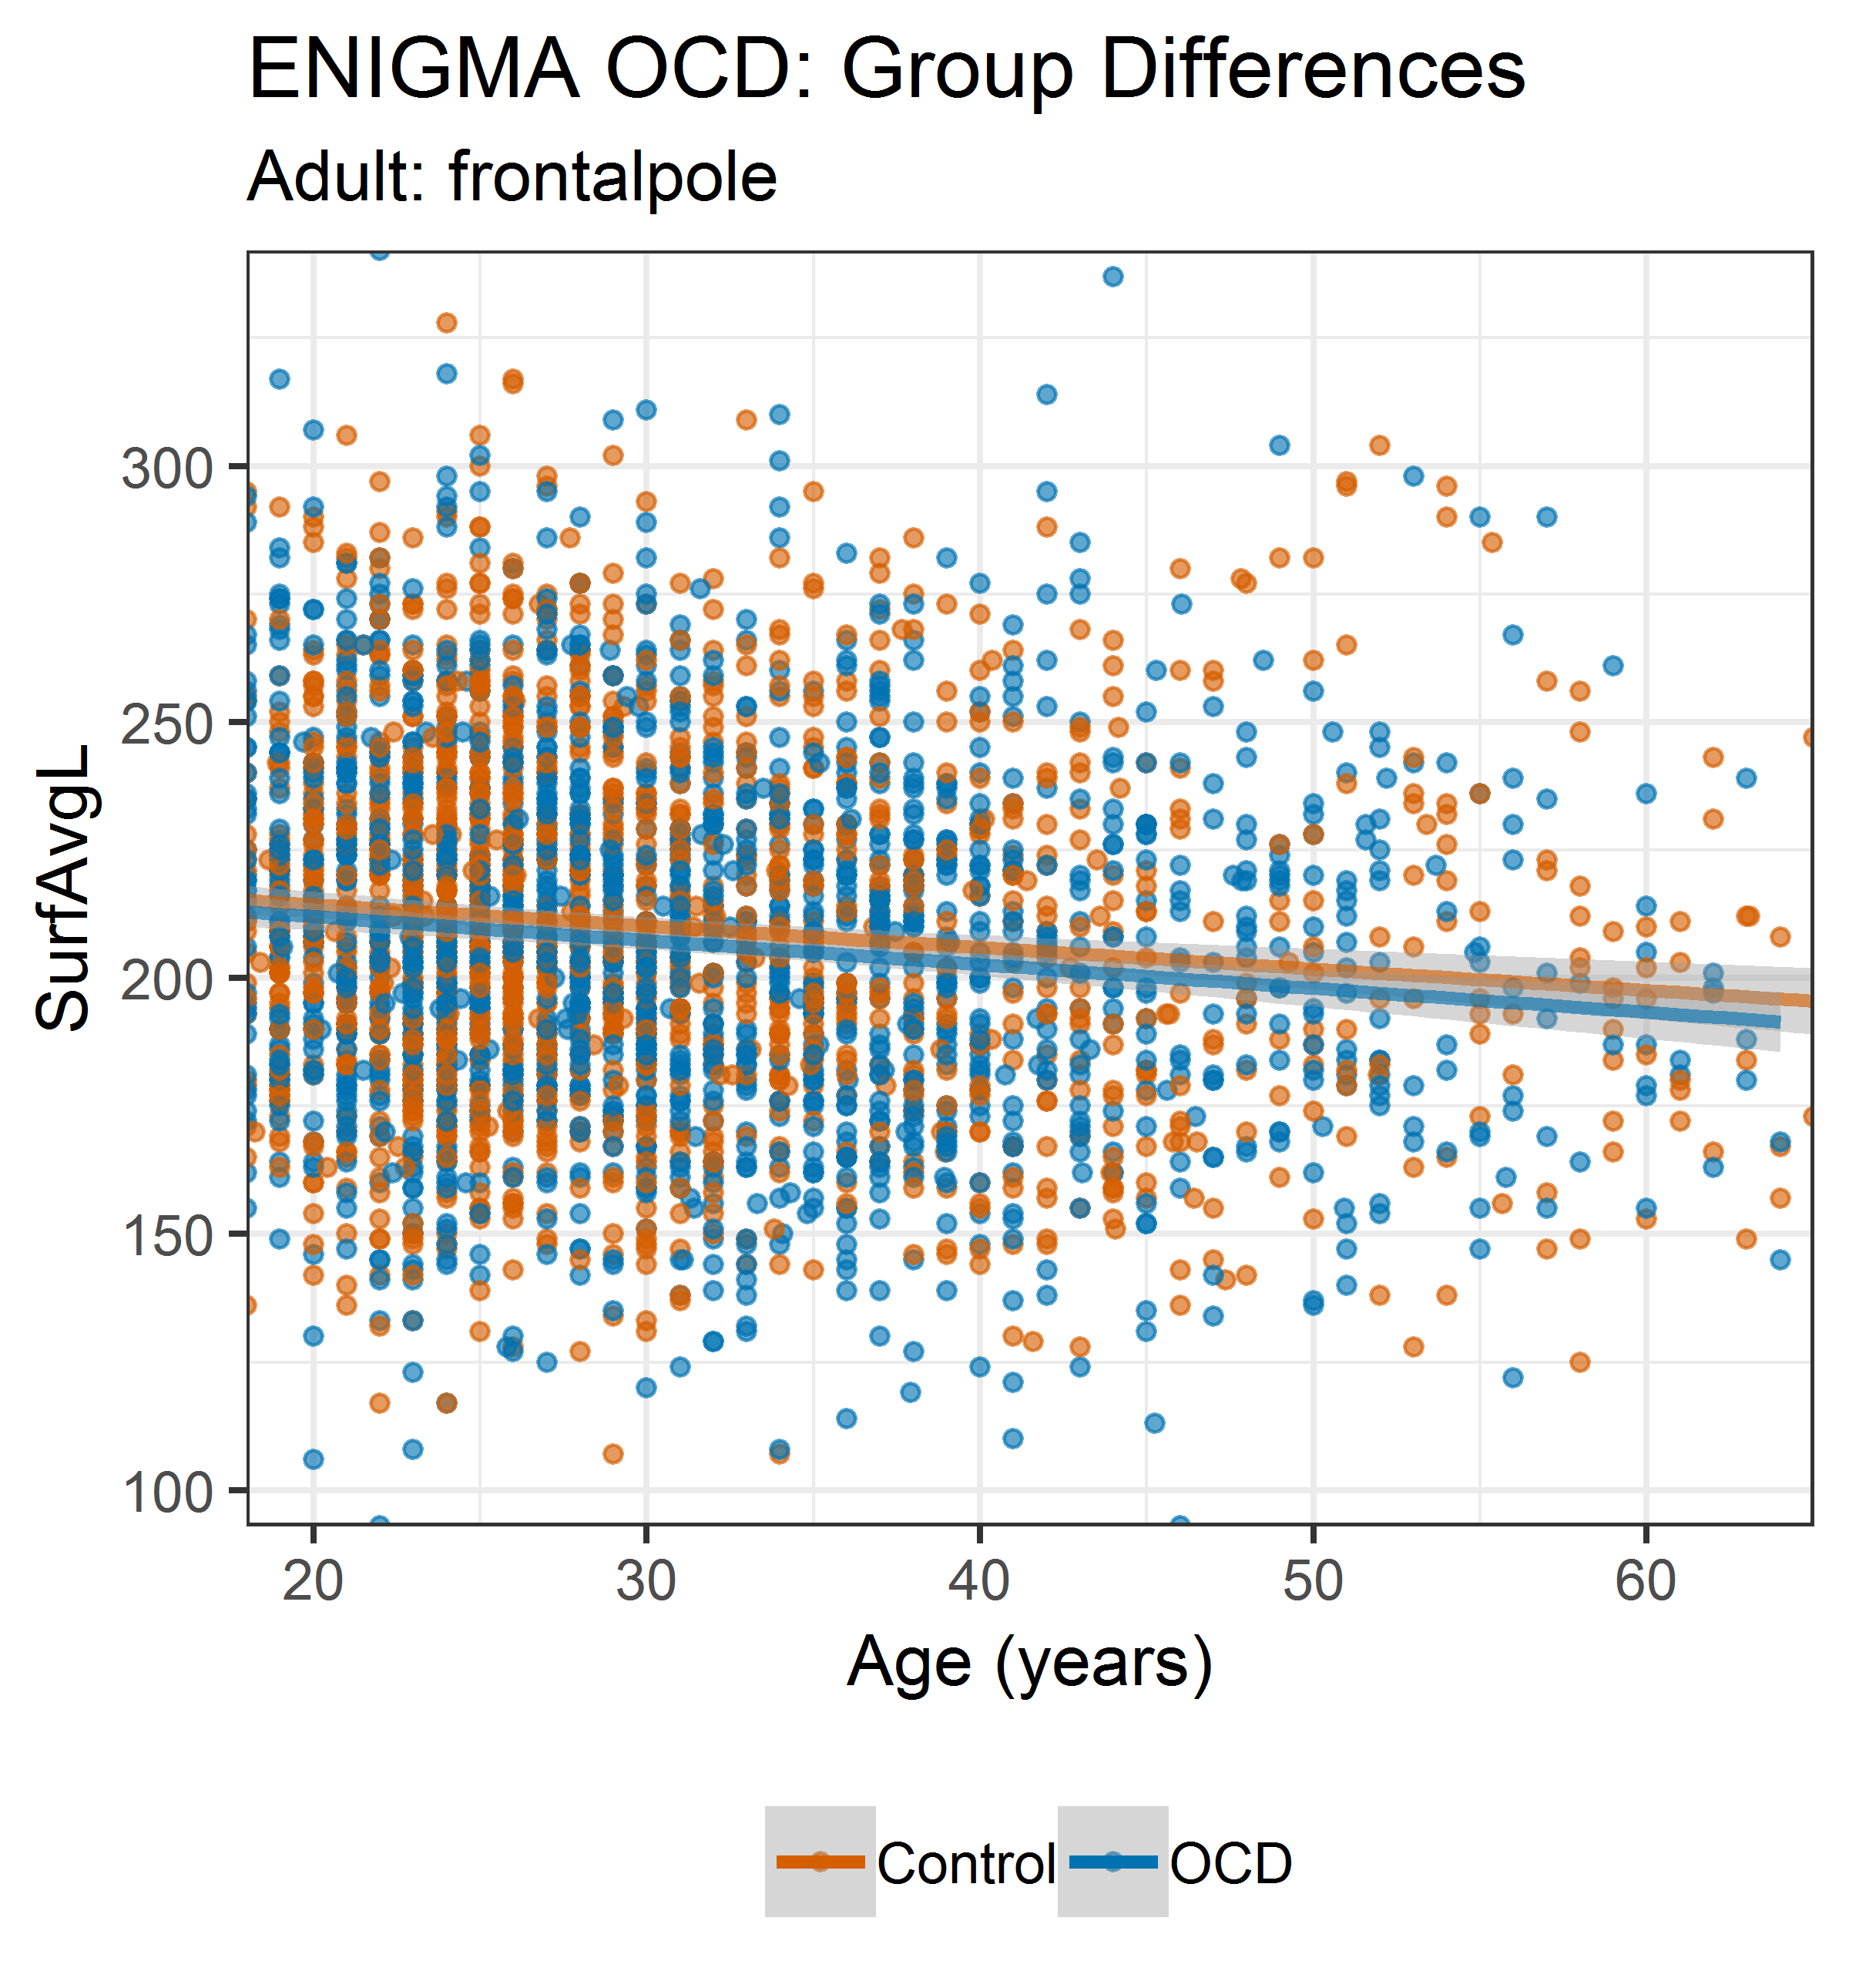 ENIGMA OCD: Group Differences
Adult: frontalpole
SurfAvgL
300
250
200
150
100
20 30 40 50 60
Age (years)
Control OCD